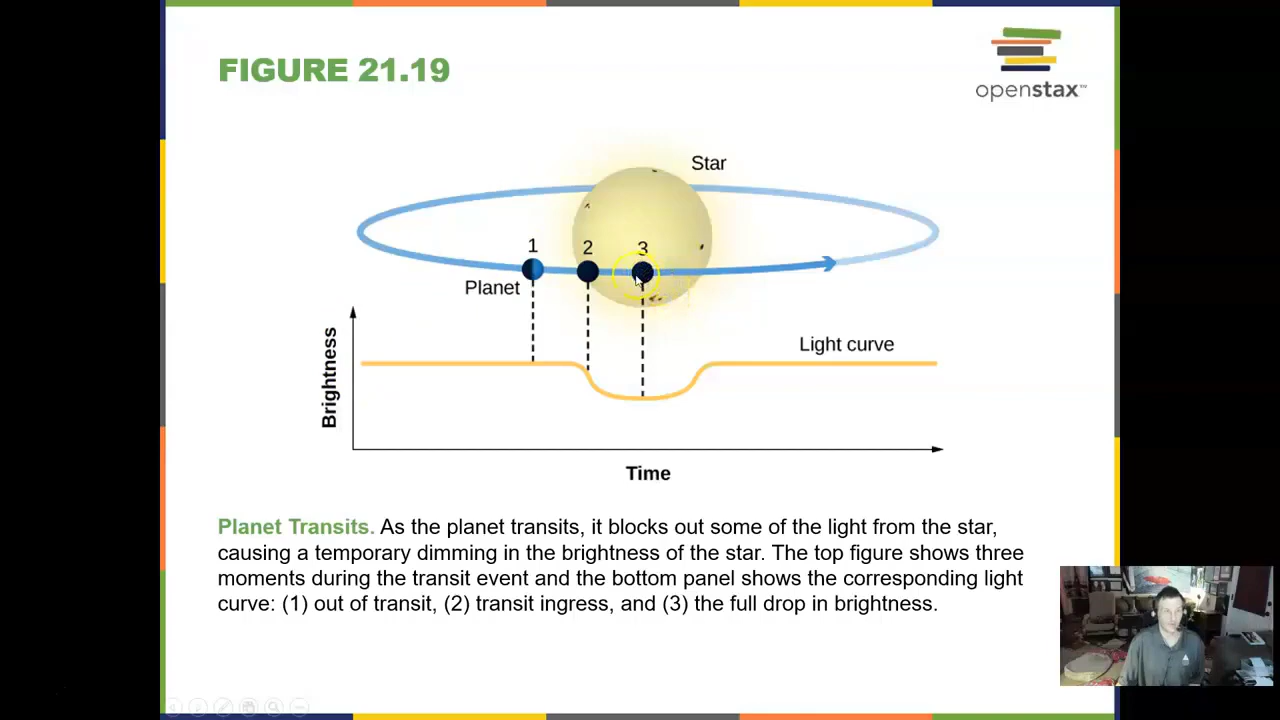 FIGURE 21.19
openstax™
Star
1
2
3
Planet
Light curve
Brightness
Time
Planet Transits. As the planet transits, it blocks out some of the light from the star,
causing a temporary dimming in the brightness of the star. The top figure shows three
moments during the transit event and the bottom panel shows the corresponding light
curve: (1) out of transit, (2) transit ingress, and (3) the full drop in brightness.